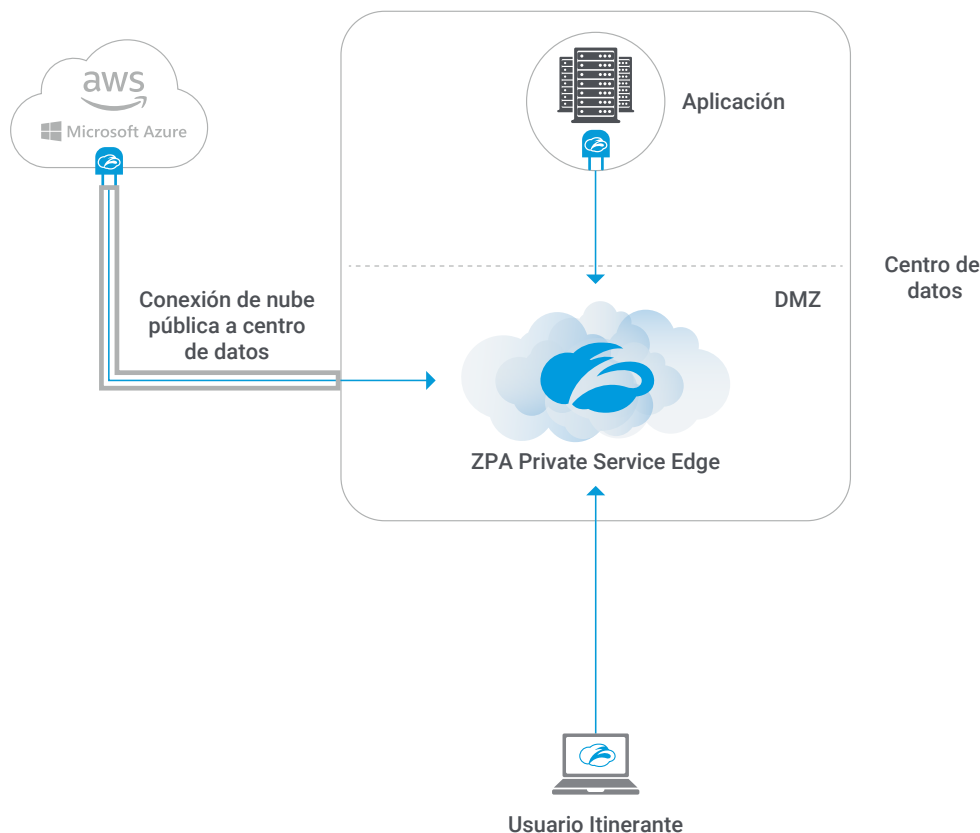 aws
Microsoft Azure
Aplicación
Centro de
datos
DMZ
Conexión de nube
pública a centro
de datos
ZPA Private Service Edge
Usuario Itinerante